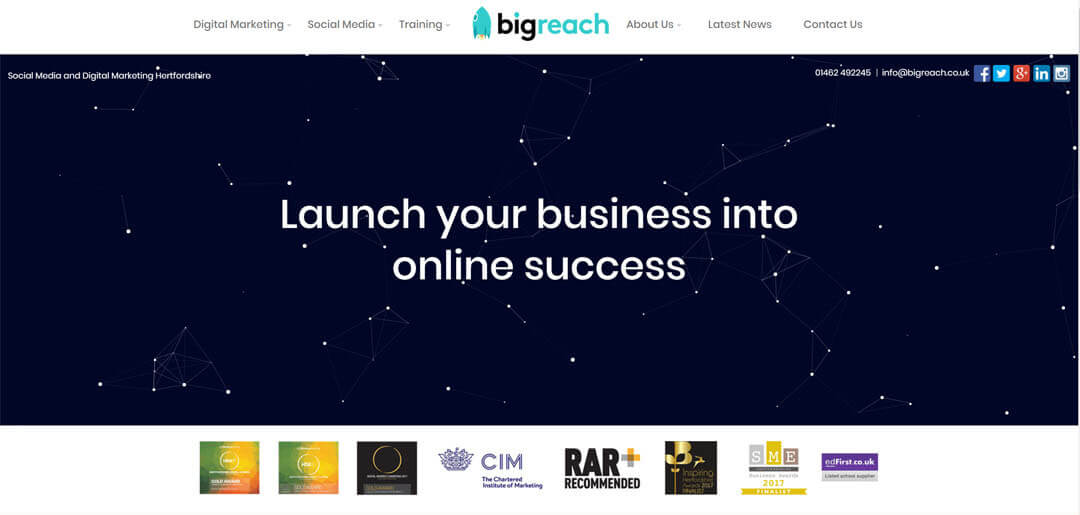 Digital Marketing
Social Media
Training
bigreach
About Us
Latest News
Contact Us
Social Media and Digital Marketing Hertfordshire
01462 492245 | info@bigreach.co.uk
Launch your business into
online success
GOLD AWARD
CIM
The Chartered
Institute of Marketing
RAR+
RECOMMENDED
Inspiring
Hertfordshire
Awards 2017
FINALIST
SME
Business Awards
2017
FINALIST
edFirst.co.uk
Listed school supplier